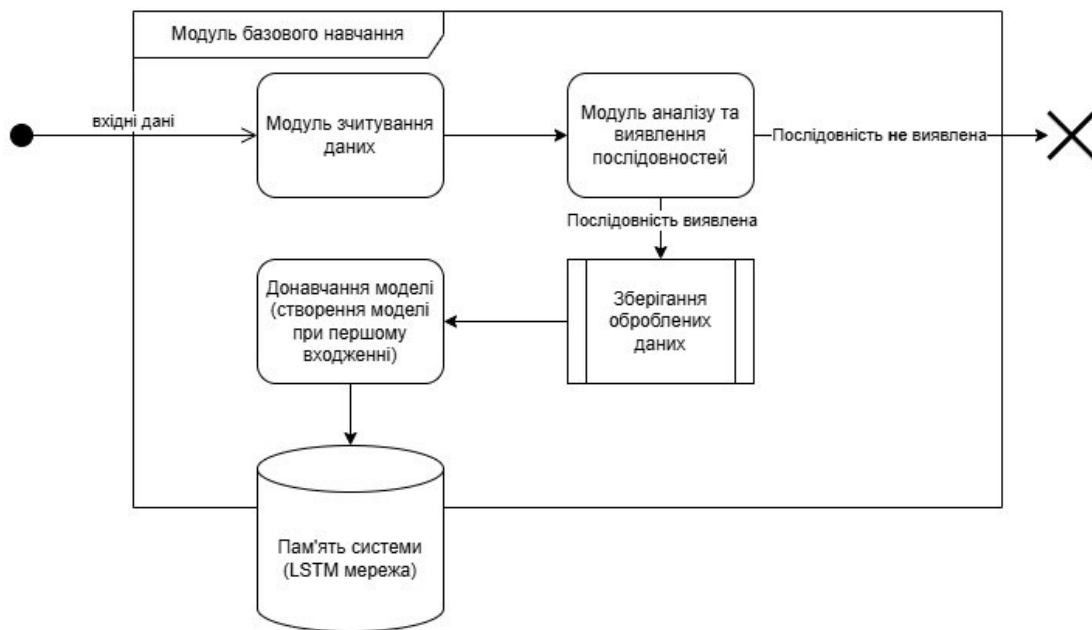 Модуль базового навчання
вхідні дані
Модуль зчитування
даних
Модуль аналізу та
виявлення
послідовностей
Послідовність не виявлена
Послідовність виявлена
Донавчання моделі
(створення моделі
при першому
входженні)
Зберігання
оброблених
даних
Пам'ять системи
(LSTM мережа)